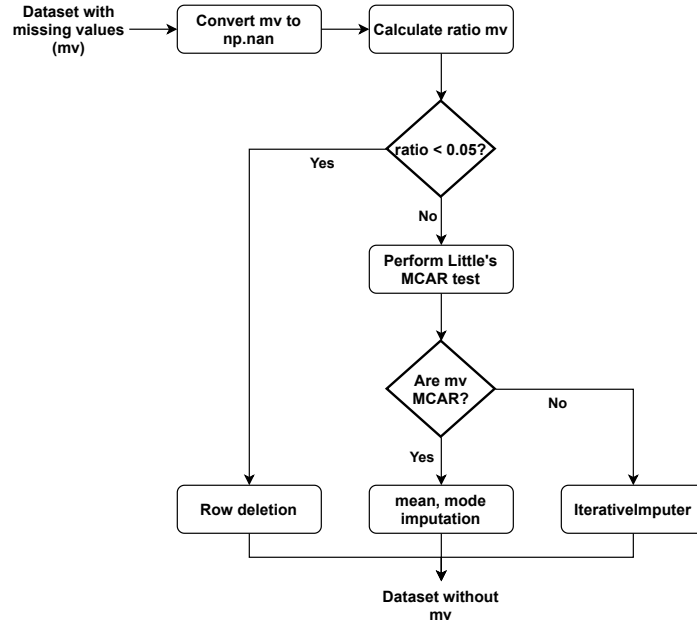 Dataset with
missing values
(mv)
Convert mv to
np.nan
Calculate ratio mv
ratio < 0.05?
Yes
No
Perform Little's
MCAR test
Are mv
MCAR?
No
Yes
Row deletion
mean, mode
imputation
IterativeImputer
Dataset without
mv